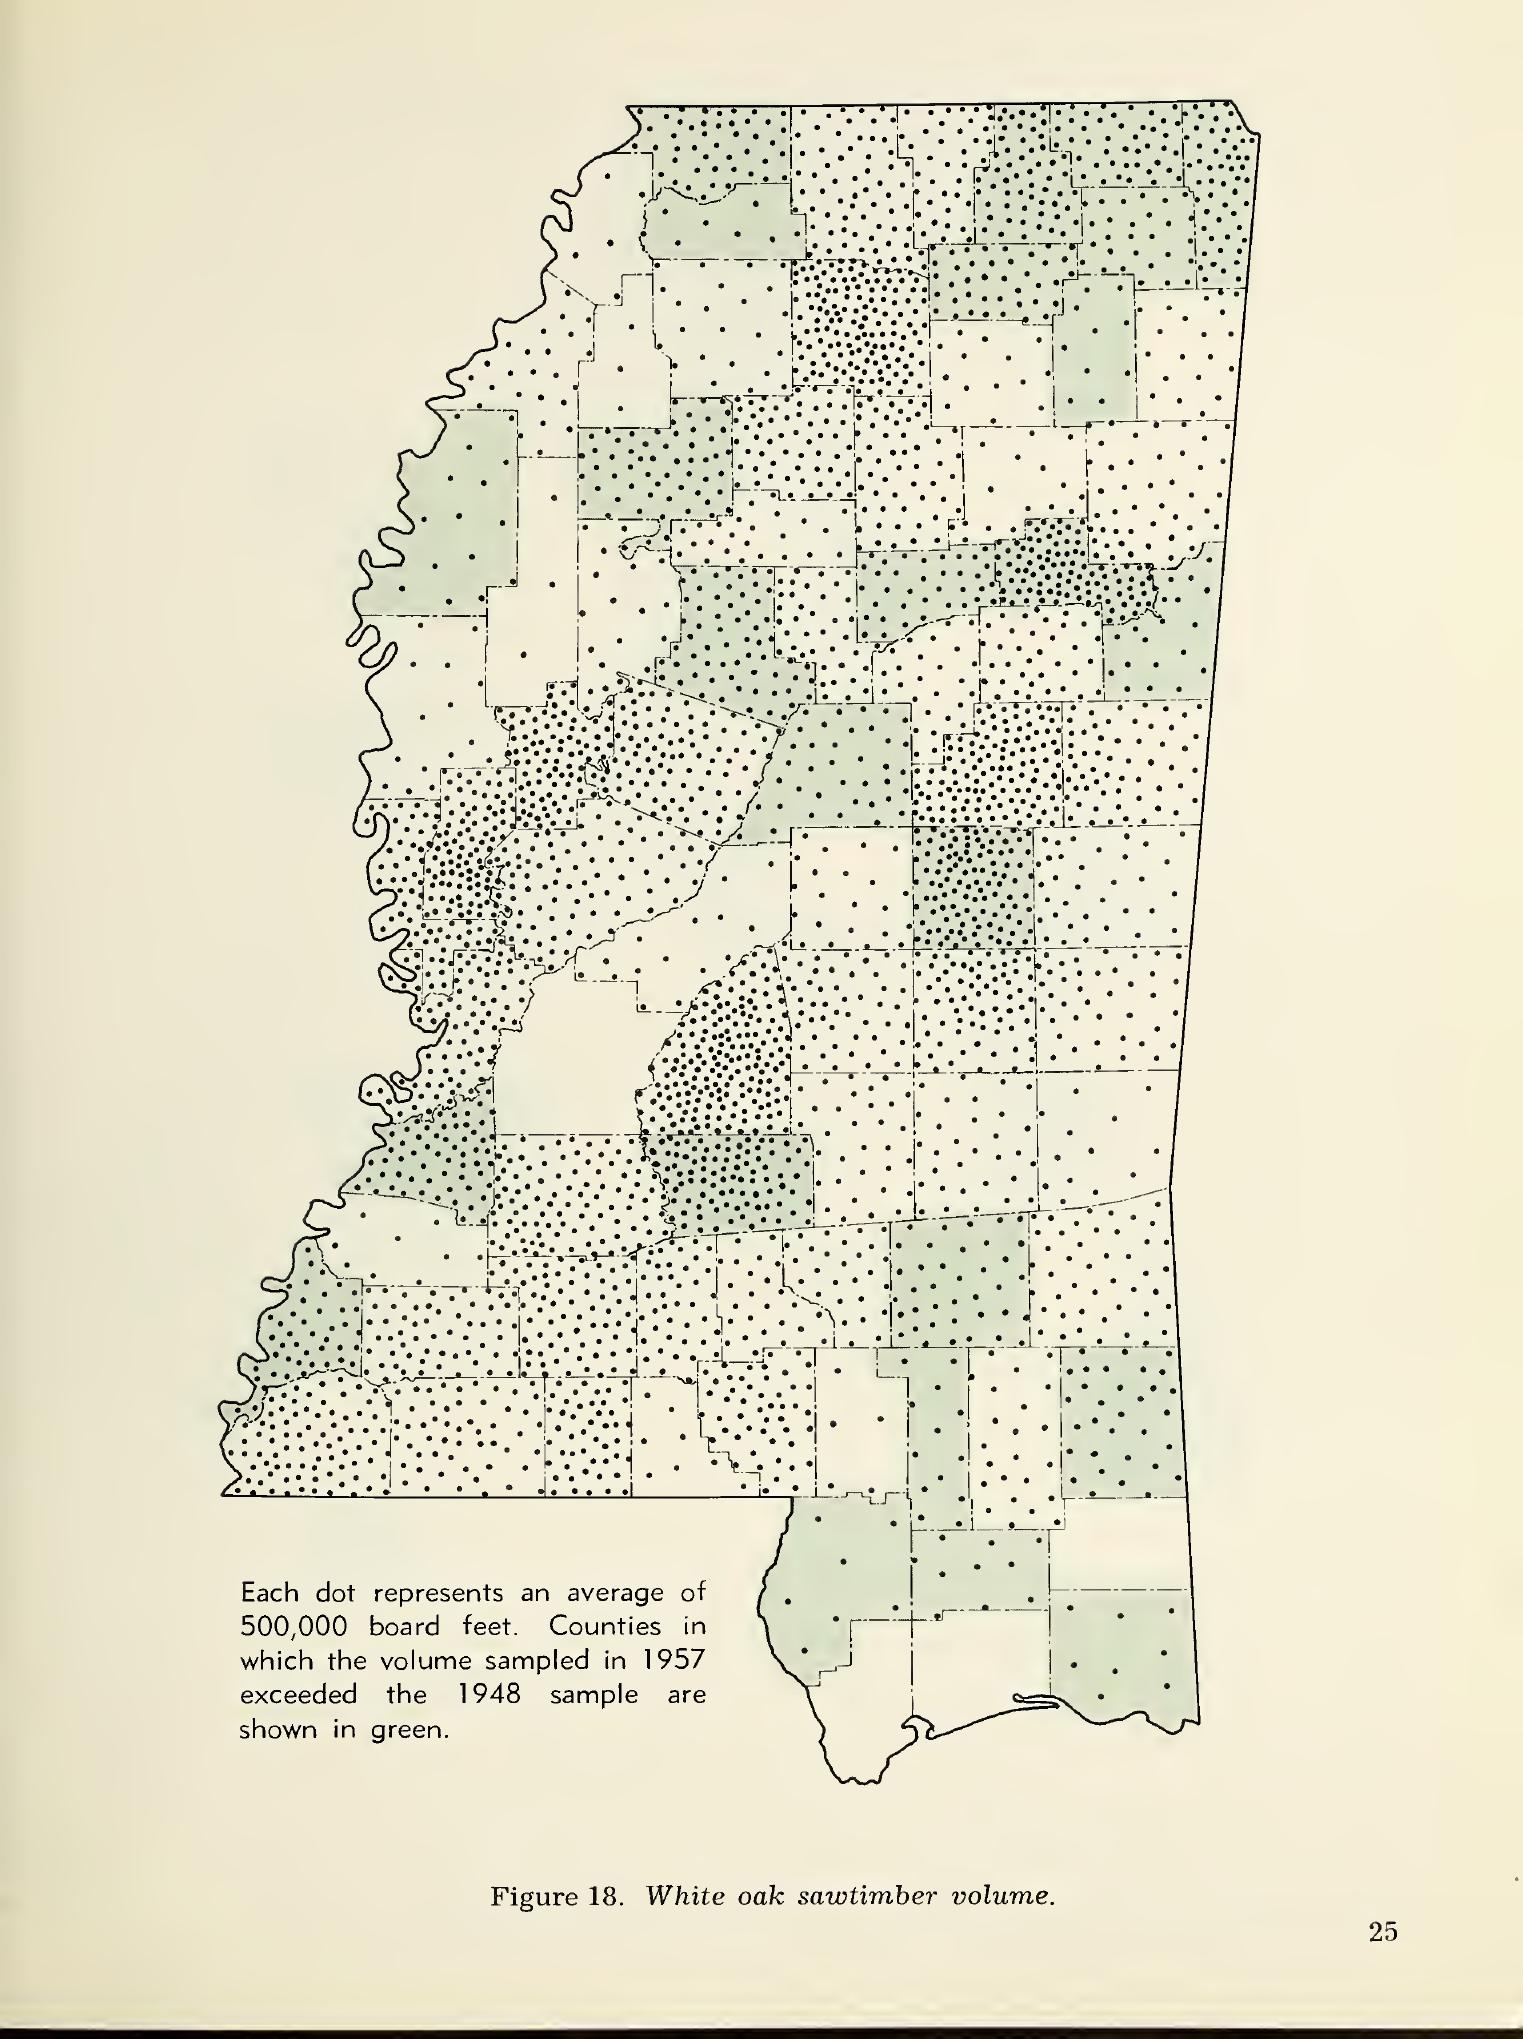 Each dot represents an average of
500,000 board feet. Counties in
which the volume sampled in 1957
exceeded the 1948 sample are
shown in green.
Figure 18. White oak sawtimber volume.
25